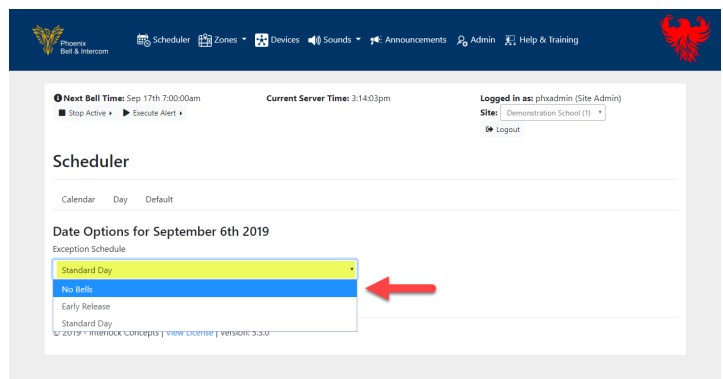 Phoenix
Bell & Intercom
Scheduler Zones Devices Sounds Announcements Admin Help & Training
Next Bell Time: Sep 17th 7:00:00am Current Server Time: 3:14:03pm Logged in as: phxadmin (Site Admin)
Stop Active Execute Alert Site: Demonstration School (1)
Logout
Scheduler
Calendar Day Default
Date Options for September 6th 2019
Exception Schedule
Standard Day
No Bells
Early Release
Standard Day
© 2019 - Interlock Concepts | View License | Version: 5.3.0